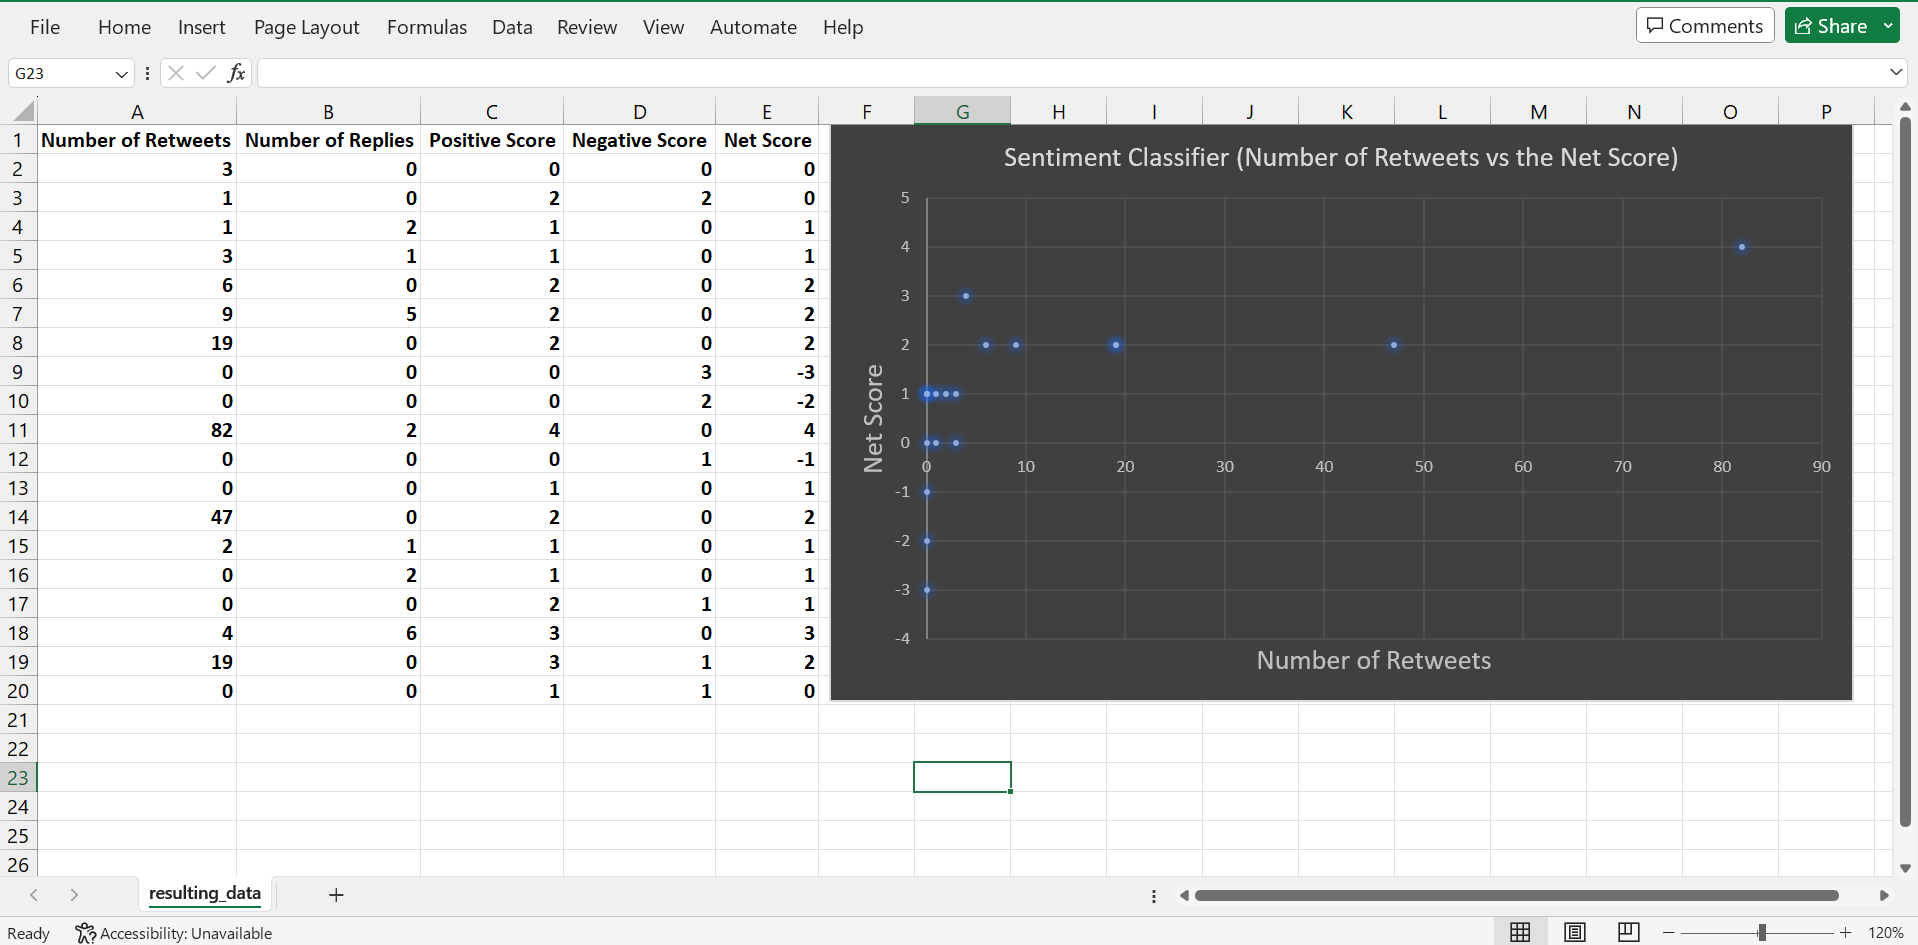 File Home Insert Page Layout Formulas Data Review View Automate Help Comments Share
G23 fx
A B C D E F G H I J K L M N O P
1 Number of Retweets Number of Replies Positive Score Negative Score Net Score
2 3 0 0 0 0
3 1 0 2 2 0
4 1 2 1 0 1
5 3 1 1 0 1
6 6 0 2 0 2
7 9 5 2 0 2
8 19 0 2 0 2
9 0 0 0 3 -3
10 0 0 0 2 -2
11 82 2 4 0 4
12 0 0 0 1 -1
13 0 0 1 0 1
14 47 0 2 0 2
15 2 1 1 0 1
16 0 2 1 0 1
17 0 0 2 1 1
18 4 6 3 0 3
19 19 0 3 1 2
20 0 0 1 1 0
21
22
23
24
25
26
Sentiment Classifier (Number of Retweets vs the Net Score)
5
4
3
2
1
0
-1
-2
-3
-4
Net Score
0 10 20 30 40 50 60 70 80 90
Number of Retweets
resulting_data
Ready Accessibility: Unavailable 120%